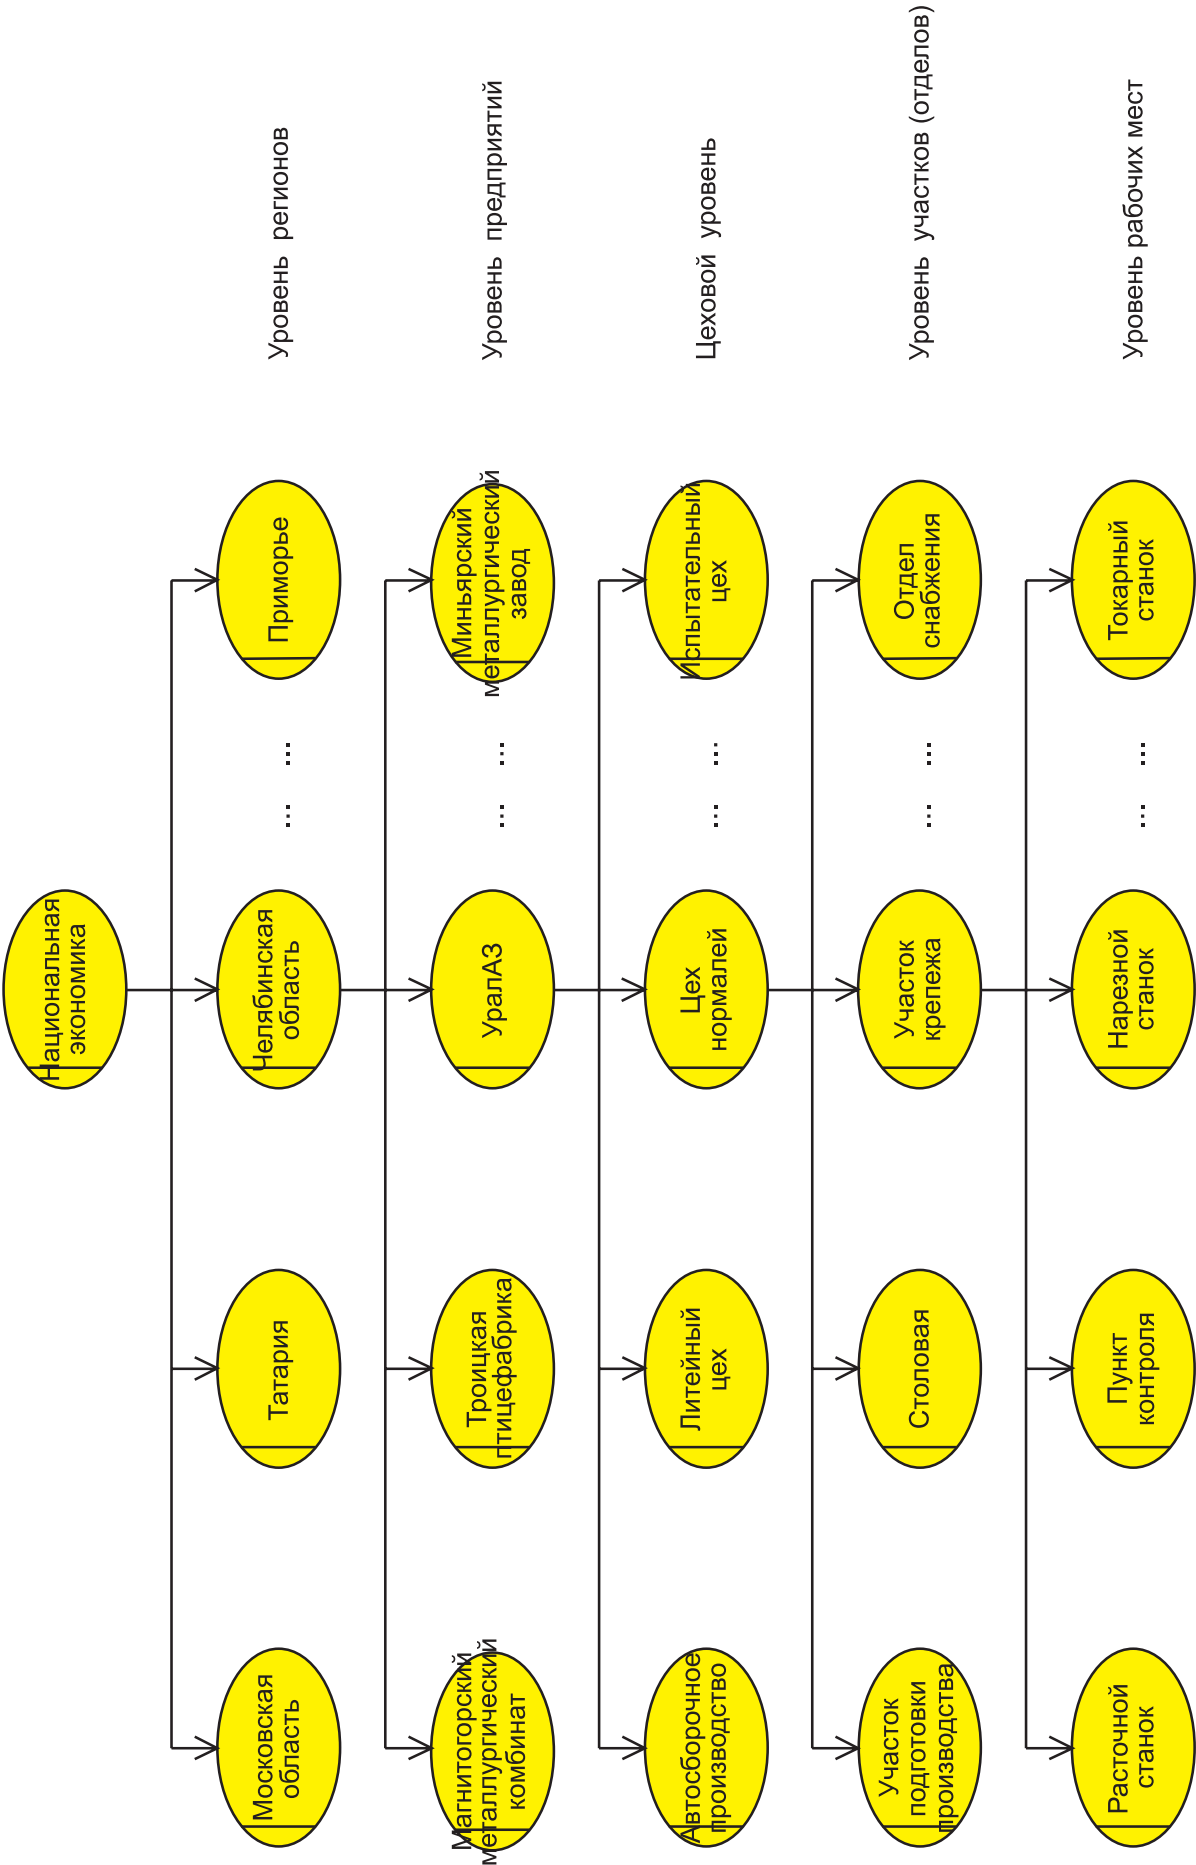 Национальная
экономика
Московская
область
Татария
Челябинская
область
... ...
Приморье
Уровень регионов
Магнитогорский
металлургический
комбинат
Троицкая
птицефабрика
УралАЗ
... ...
Миньярский
металлургический
завод
Уровень предприятий
Автосборочное
производство
Литейный
цех
Цех
нормалей
... ...
Испытательный
цех
Цеховой уровень
Участок
подготовки
производства
Столовая
Участок
крепежа
... ...
Отдел
снабжения
Уровень участков (отделов)
Расточной
станок
Пункт
контроля
Нарезной
станок
... ...
Токарный
станок
Уровень рабочих мест